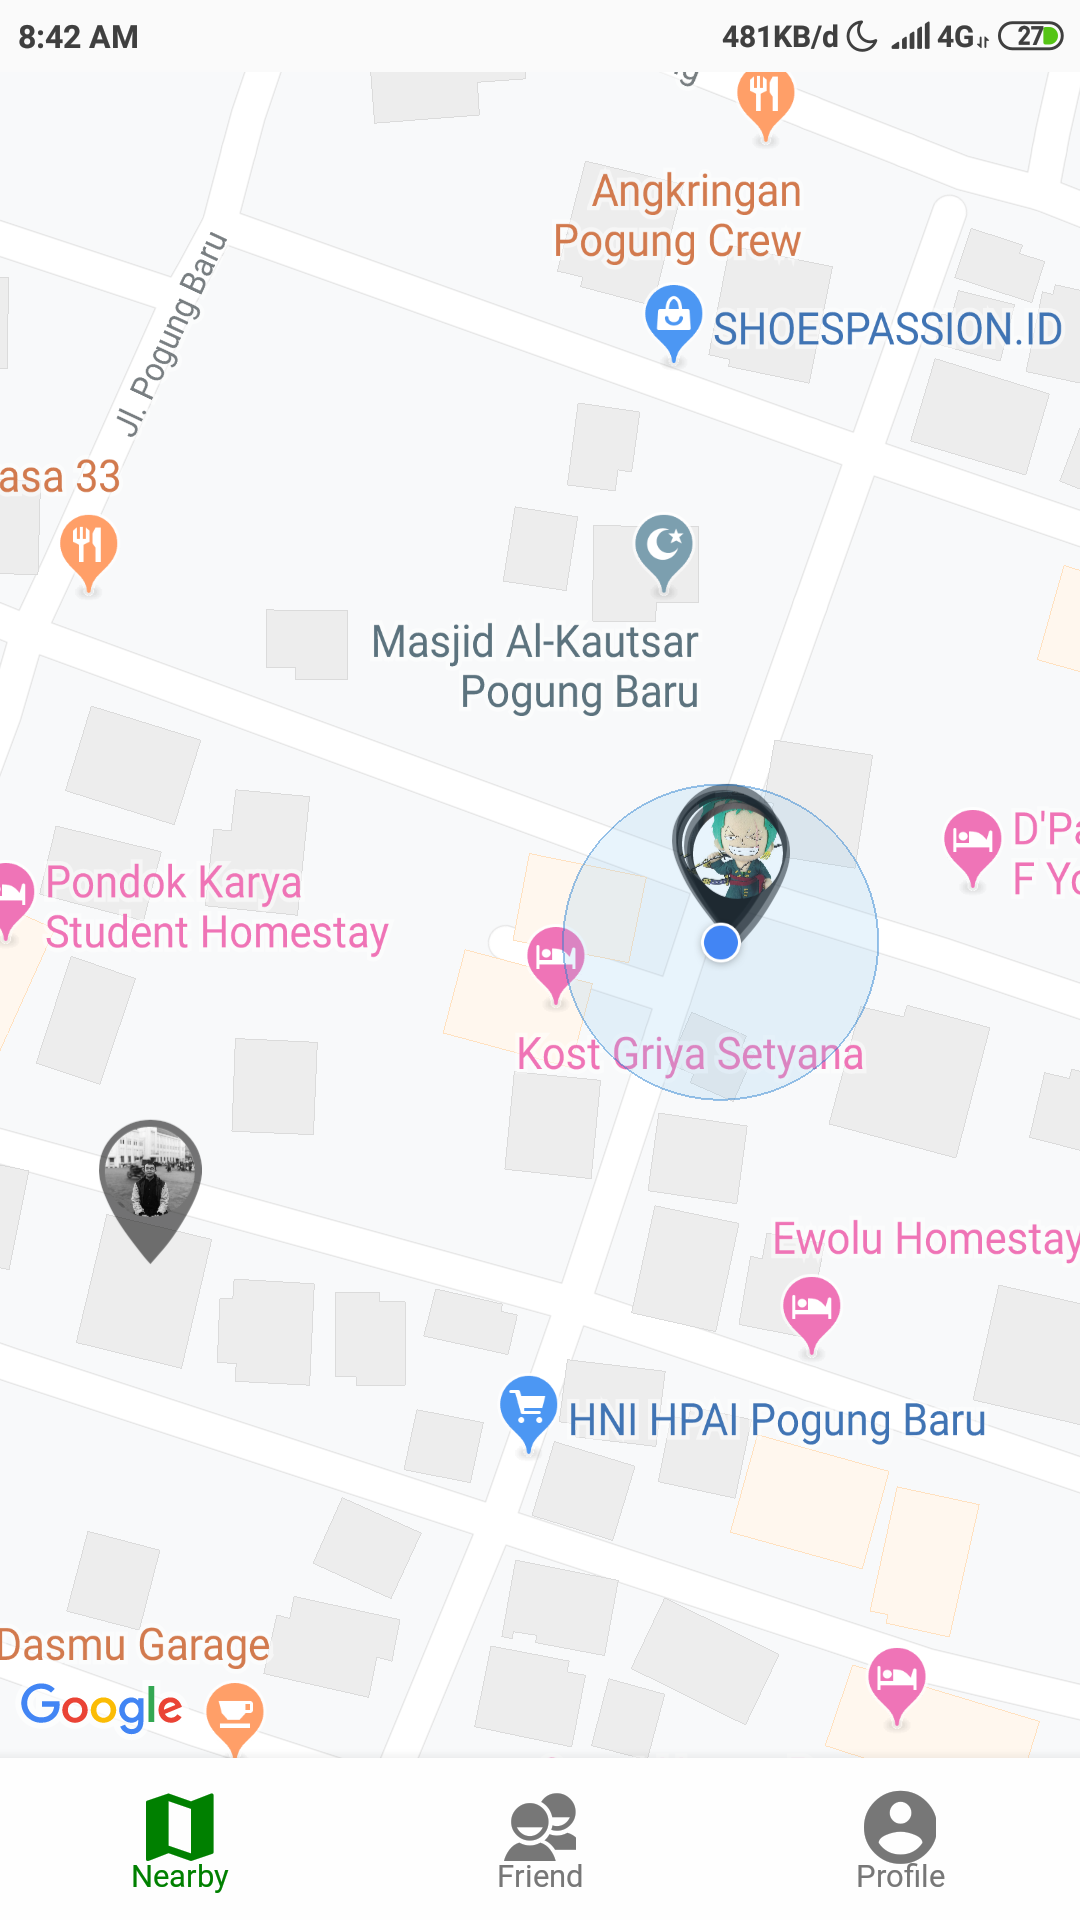 8:42 AM
481KB/d
4G
27
Angkringan
Pogung Crew
SHOESPASSION.ID
Jl. Pogung Baru
asa 33
Masjid Al-Kautsar
Pogung Baru
D'Pa
F Yo
Pondok Karya
Student Homestay
Kost Griya Setyana
Ewolu Homestay
HNI HPAI Pogung Baru
Dasmu Garage
Google
Nearby
Friend
Profile